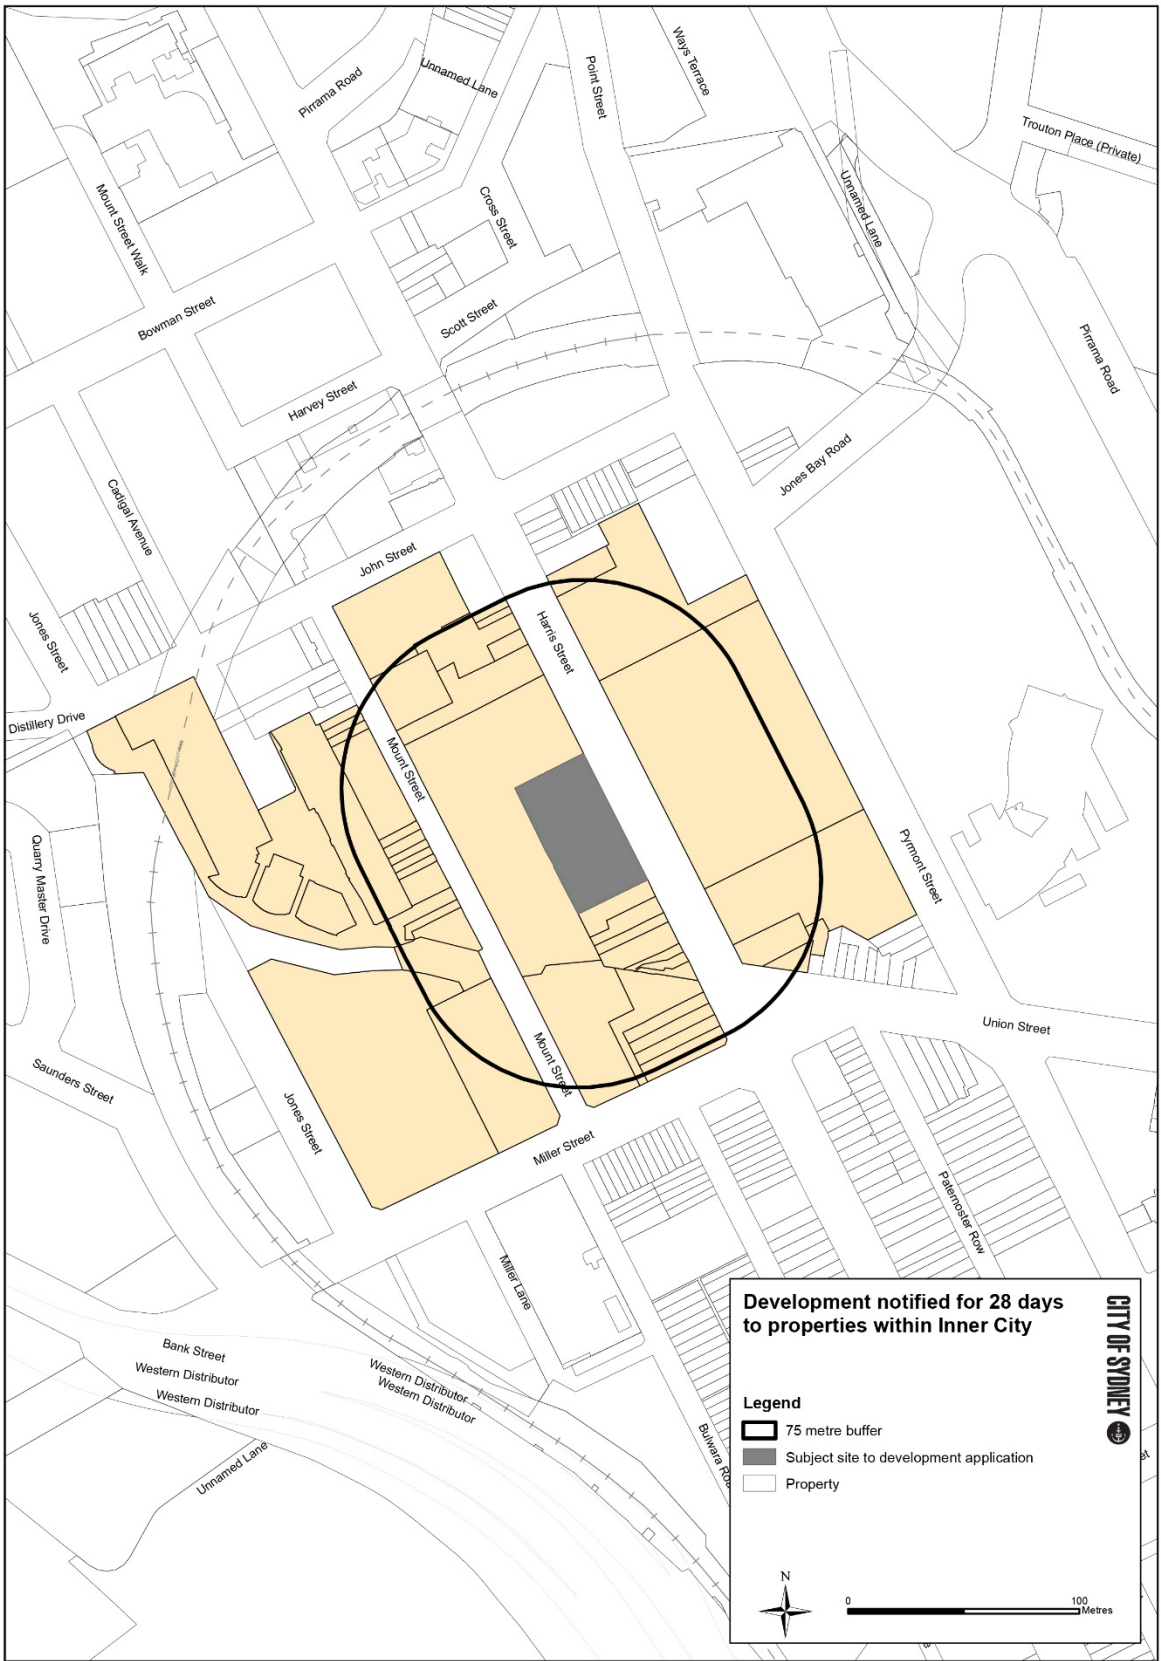 Pirrama Road
Unnamed Lane
Point Street
Ways Terrace
Trouton Place (Private)
Mount Street Walk
Cross Street
Unnamed Lane
Bowman Street
Scott Street
Pirrama Road
Harvey Street
Jones Bay Road
Cadigal Avenue
John Street
Jones Street
Harris Street
Distillery Drive
Mount Street
Quarry Master Drive
Pyrmont Street
Union Street
Saunders Street
Mount Street
Jones Street
Miller Street
Paternoster Row
Miller Lane
Bank Street
Western Distributor
Western Distributor
Western Distributor
Western Distributor
Unnamed Lane
Bulwara Roa
Development notified for 28 days
to properties within Inner City
CITY OF SYDNEY
Legend
75 metre buffer
Subject site to development application
Property
N
0
100
Metres